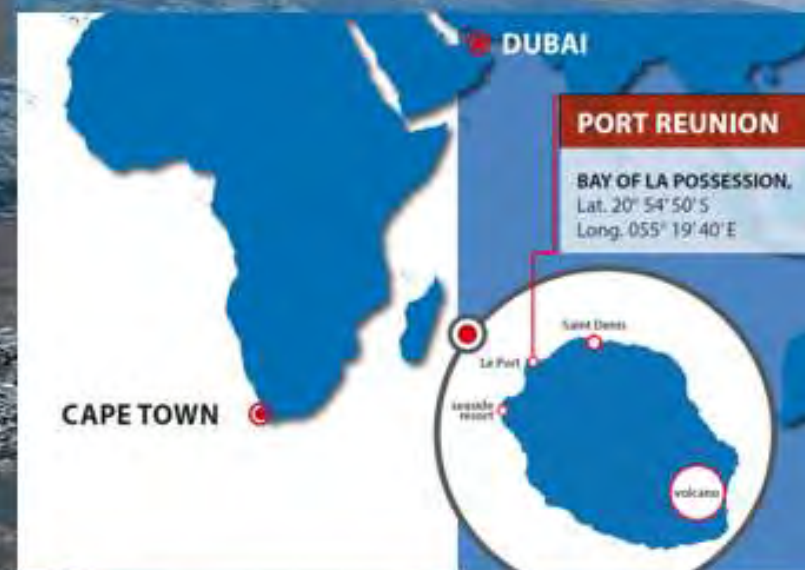 DUBAI
PORT REUNION
BAY OF LA POSSESSION,
Lat. 20° 54' 50' S
Long. 055° 19' 40' E
Saint Denis
Le Port
seaside
resort
CAPE TOWN
volcano